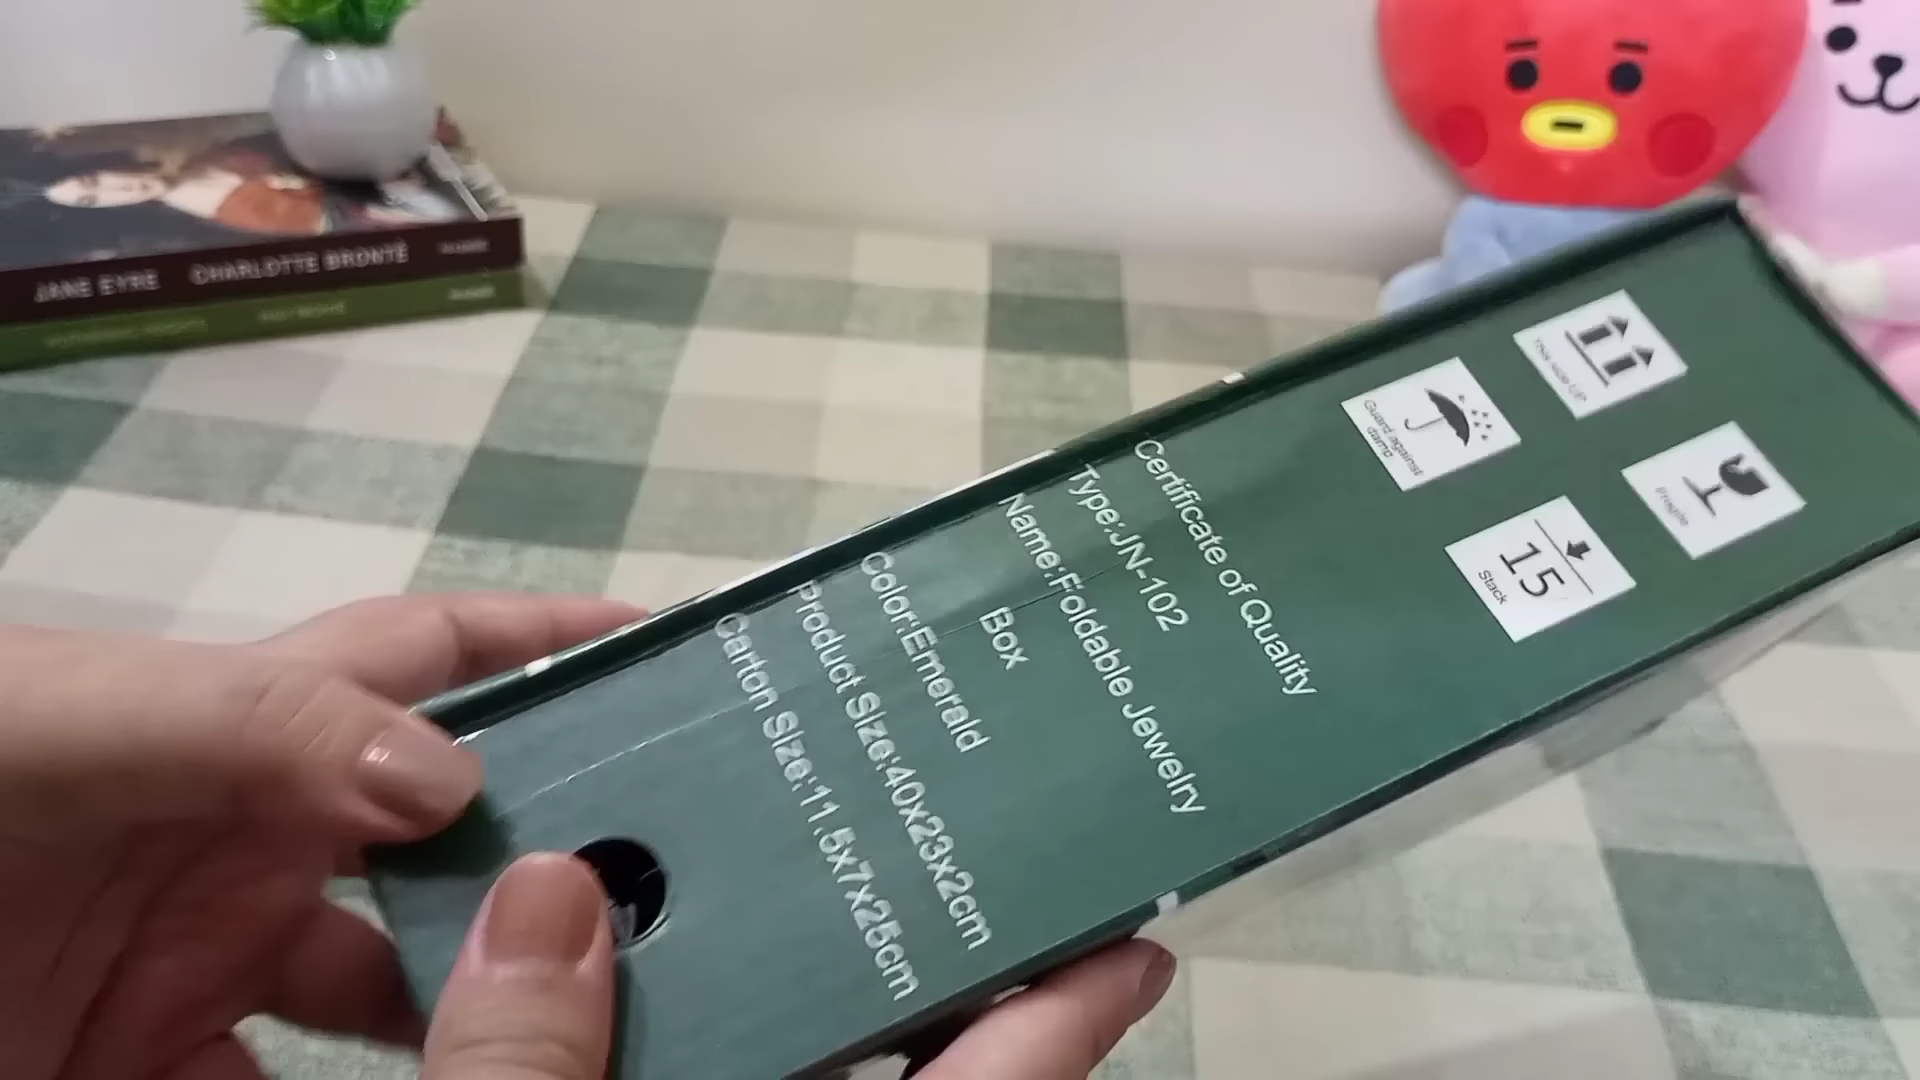 JANE EYRE CHARLOTTE BRONTË
This side UP
Guard against
damp
Fragile
15
Stack
Certificate of Quality
Type:JN-102
Name:Foldable Jewelry
Box
Color:Emerald
Product Size:40x23x2cm
Carton Size:11.5x7x25cm